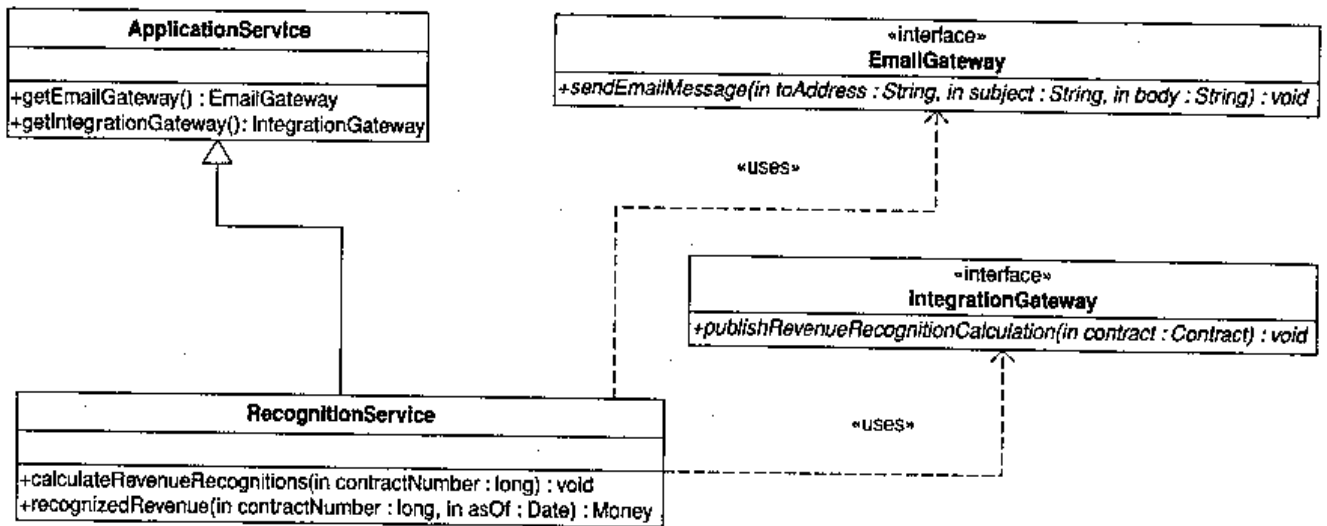 ApplicationService
+getEmailGateway() : EmailGateway
+getIntegrationGateway(): IntegrationGateway
«interface»
EmailGateway
+sendEmailMessage(in toAddress : String, in subject : String, in body : String) : void
«uses»
«interface»
IntegrationGateway
+publishRevenueRecognitionCalculation(in contract : Contract) : void
«uses»
RecognitionService
+calculateRevenueRecognitions(in contractNumber : long) : void
+recognizedRevenue(in contractNumber : long, in asOf : Date) : Money